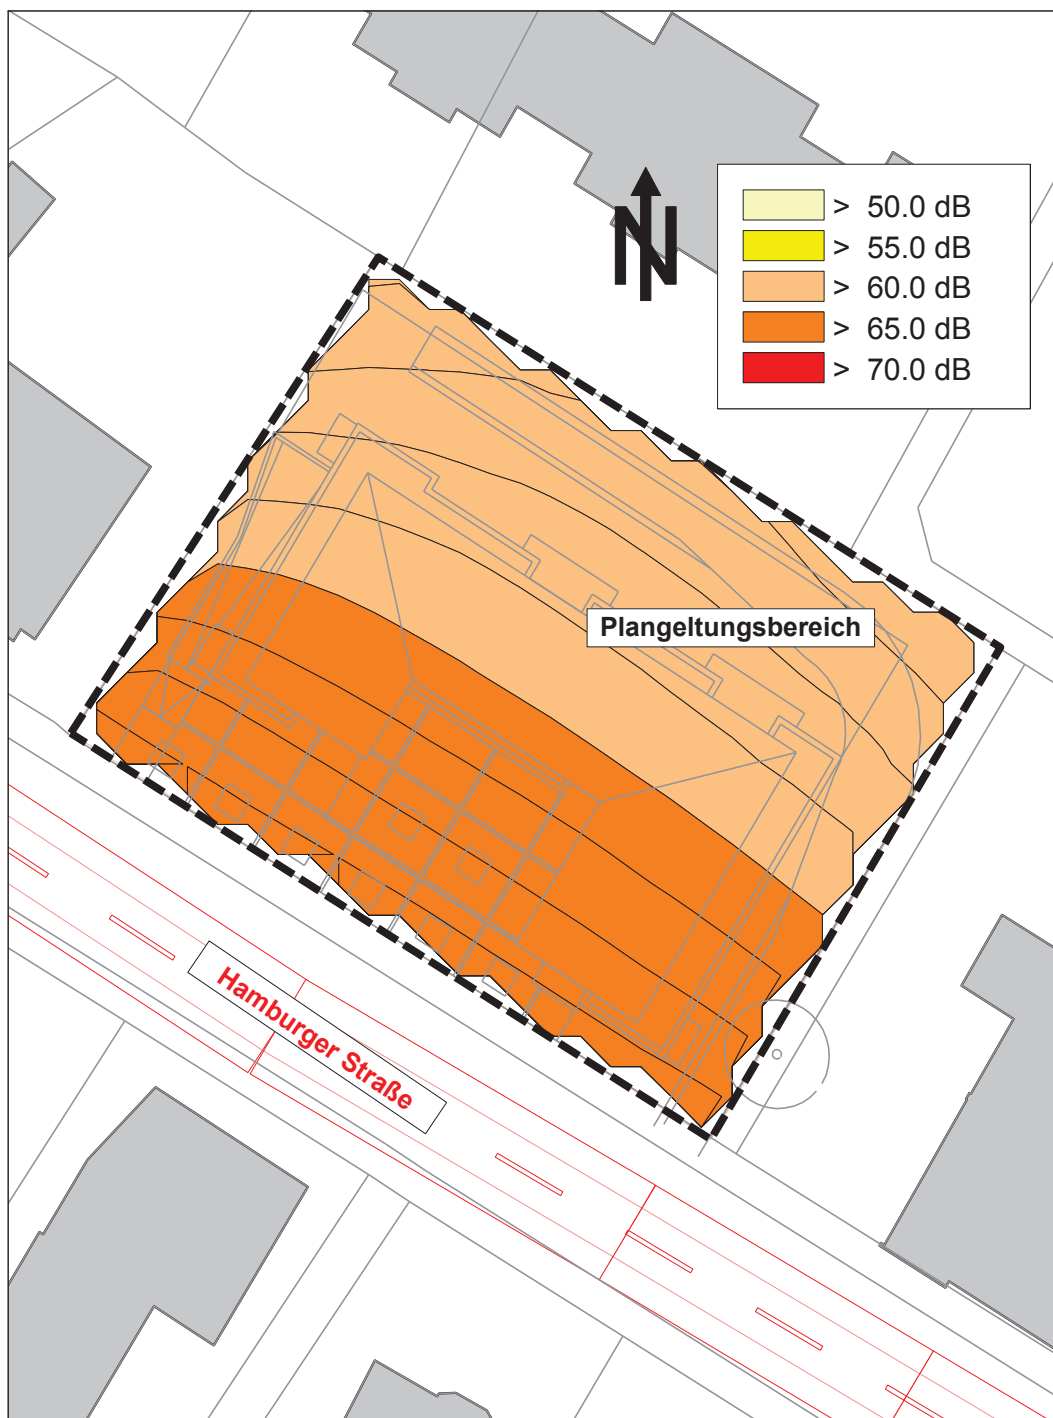 N
> 50.0 dB
> 55.0 dB
> 60.0 dB
> 65.0 dB
> 70.0 dB
Plangeltungsbereich
Hamburger Straße